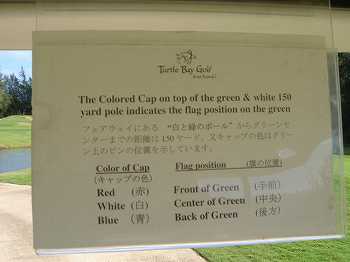 Turtle Bay Golf
The Colored Cap on top of the green & white 150
yard pole indicates the flag position on the green
フェアウェイにある “白と緑のポール” からグリーンセ
ンターまでの距離は 150 ヤード。又キャップの色はグリー
ン上のピンの位置を示しています。
Color of Cap Flag position (旗の位置)
(キャップの色)
Red (赤) Front of Green (手前)
White (白) Center of Green (中央)
Blue (青) Back of Green (後方)